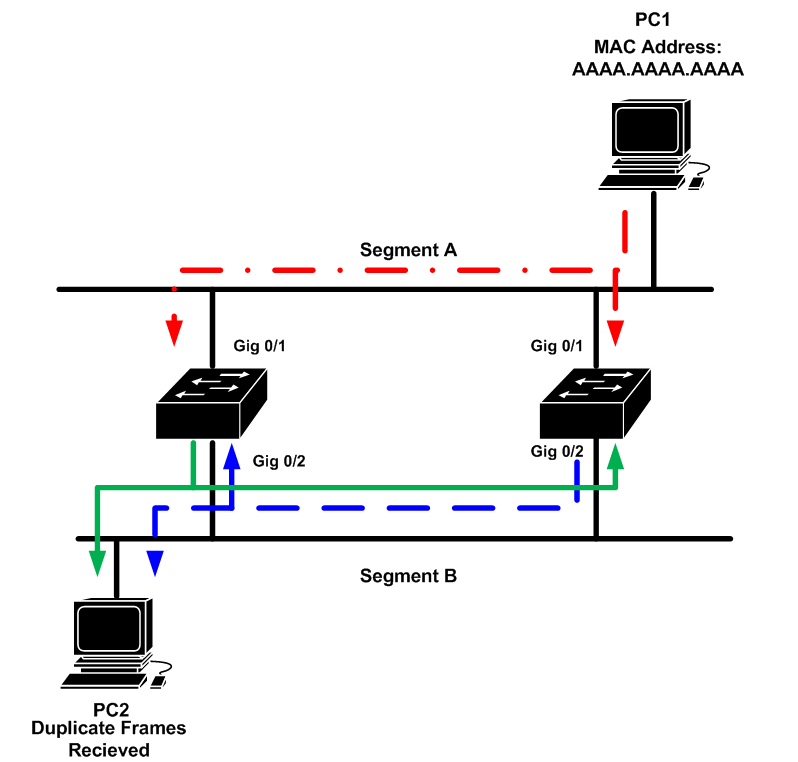 PC1
MAC Address:
AAAA.AAAA.AAAA
Segment A
Gig 0/1
Gig 0/1
Gig 0/2
Gig 0/2
Segment B
PC2
Duplicate Frames
Recieved